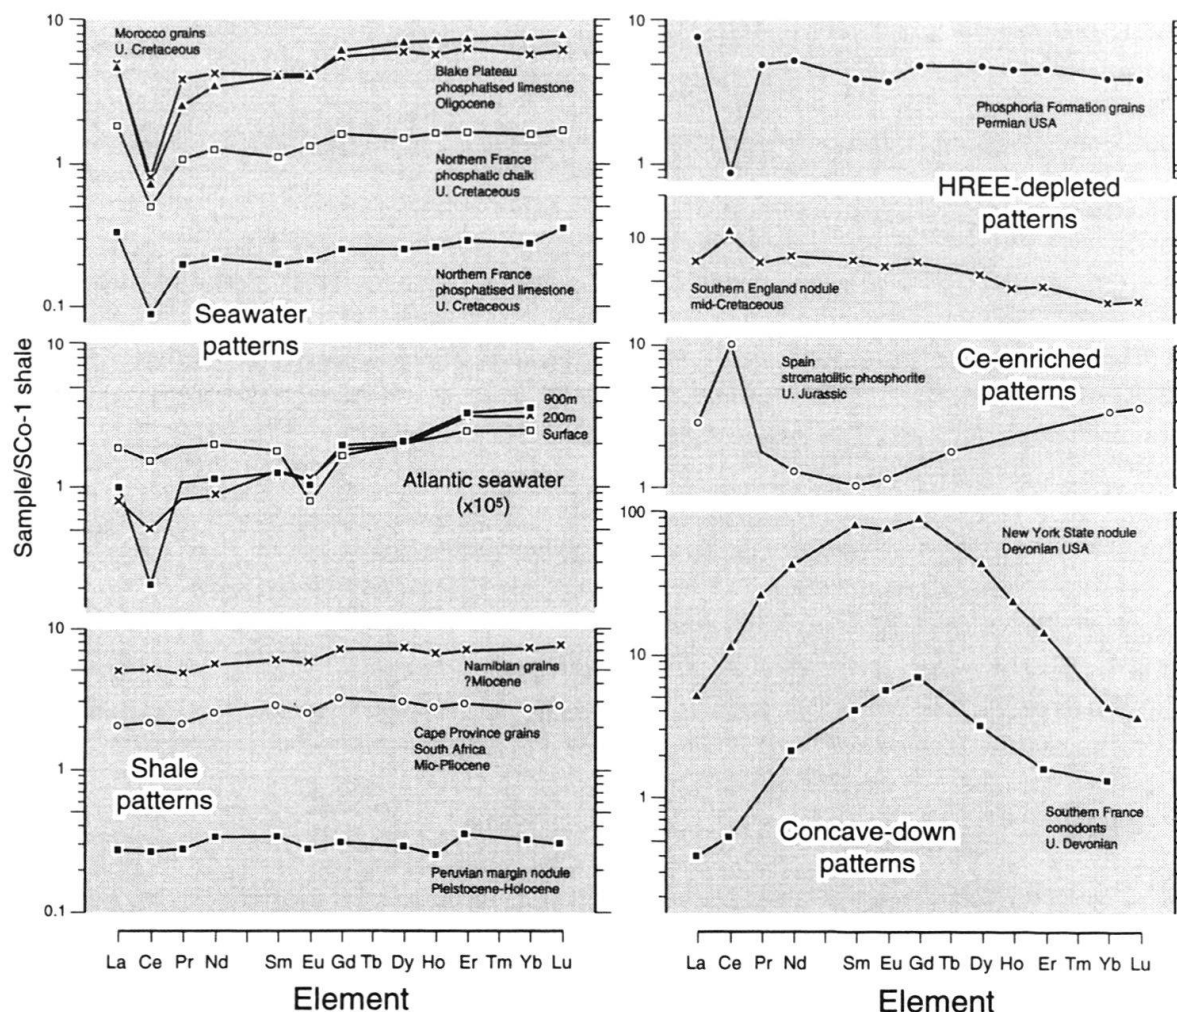 Sample/SCo-1 shale
10
1
0.1
Morocco grains
U. Cretaceous
Blake Plateau
phosphatised limestone
Oligocene
Northern France
phosphatic chalk
U. Cretaceous
Northern France
phosphatised limestone
U. Cretaceous
Seawater
patterns
10
1
900m
200m
Surface
Atlantic seawater
(x10⁵)
10
1
0.1
Namibian grains
?Miocene
Cape Province grains
South Africa
Mio-Pliocene
Shale
patterns
Peruvian margin nodule
Pleistocene-Holocene
La Ce Pr Nd Sm Eu Gd Tb Dy Ho Er Tm Yb Lu
Element
10
1
Phosphoria Formation grains
Permian USA
HREE-depleted
patterns
10
Southern England nodule
mid-Cretaceous
10
1
Spain
stromatolitic phosphorite
U. Jurassic
Ce-enriched
patterns
100
10
1
New York State nodule
Devonian USA
Southern France
conodonts
U. Devonian
Concave-down
patterns
La Ce Pr Nd Sm Eu Gd Tb Dy Ho Er Tm Yb Lu
Element